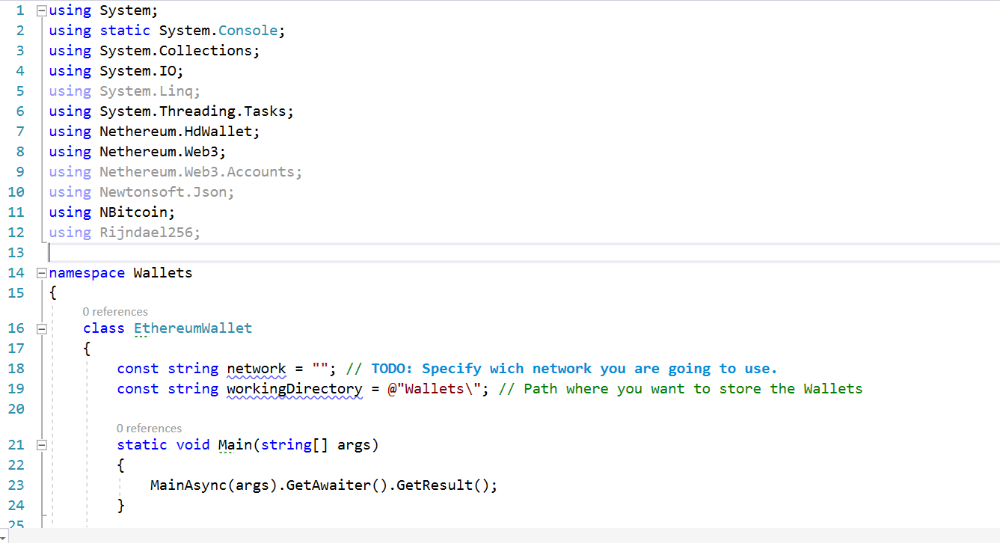 1 using System;
2 using static System.Console;
3 using System.Collections;
4 using System.IO;
5 using System.Linq;
6 using System.Threading.Tasks;
7 using Nethereum.HdWallet;
8 using Nethereum.Web3;
9 using Nethereum.Web3.Accounts;
10 using Newtonsoft.Json;
11 using NBitcoin;
12 using Rijndael256;
13
14 namespace Wallets
15 {
0 references
16 class EthereumWallet
17 {
18 const string network = ""; // TODO: Specify wich network you are going to use.
19 const string workingDirectory = @"Wallets\"; // Path where you want to store the Wallets
20
0 references
21 static void Main(string[] args)
22 {
23 MainAsync(args).GetAwaiter().GetResult();
24 }
25